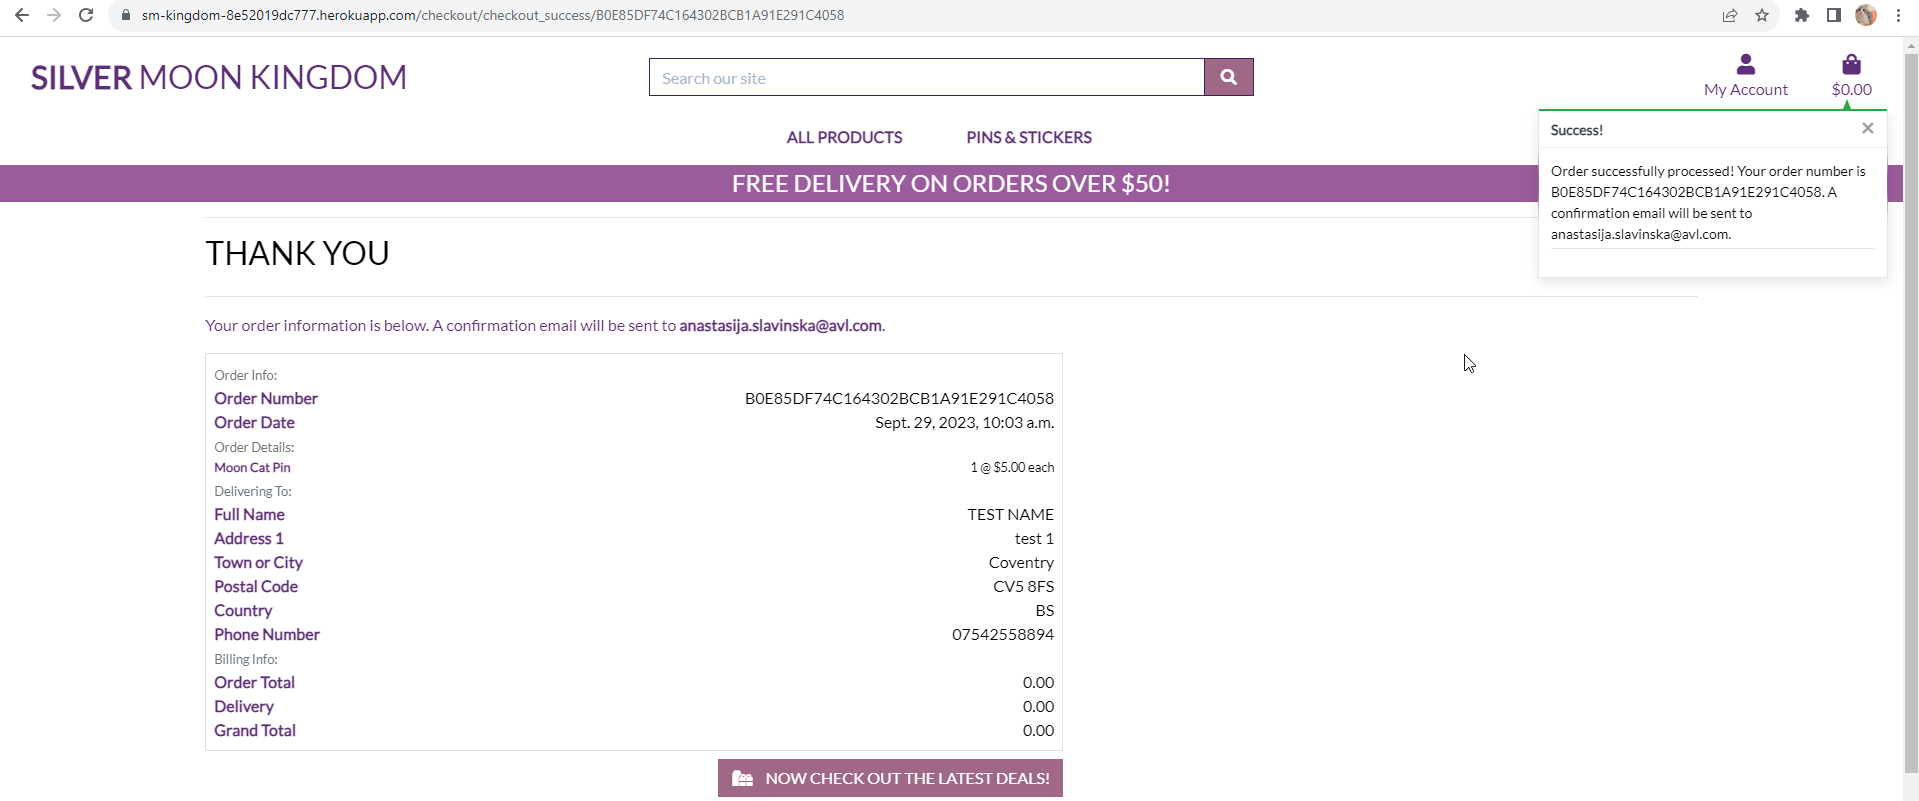 sm-kingdom-8e52019dc777.herokuapp.com/checkout/checkout_success/B0E85DF74C164302BCB1A91E291C4058
SILVER MOON KINGDOM
Search our site
My Account
$0.00
ALL PRODUCTS
PINS & STICKERS
FREE DELIVERY ON ORDERS OVER $50!
Success!
Order successfully processed! Your order number is
B0E85DF74C164302BCB1A91E291C4058. A
confirmation email will be sent to
anastasija.slavinska@avl.com.
THANK YOU
Your order information is below. A confirmation email will be sent to anastasija.slavinska@avl.com.
Order Info:
Order Number B0E85DF74C164302BCB1A91E291C4058
Order Date Sept. 29, 2023, 10:03 a.m.
Order Details:
Moon Cat Pin 1 @ $5.00 each
Delivering To:
Full Name TEST NAME
Address 1 test 1
Town or City Coventry
Postal Code CV5 8FS
Country BS
Phone Number 07542558894
Billing Info:
Order Total 0.00
Delivery 0.00
Grand Total 0.00
NOW CHECK OUT THE LATEST DEALS!